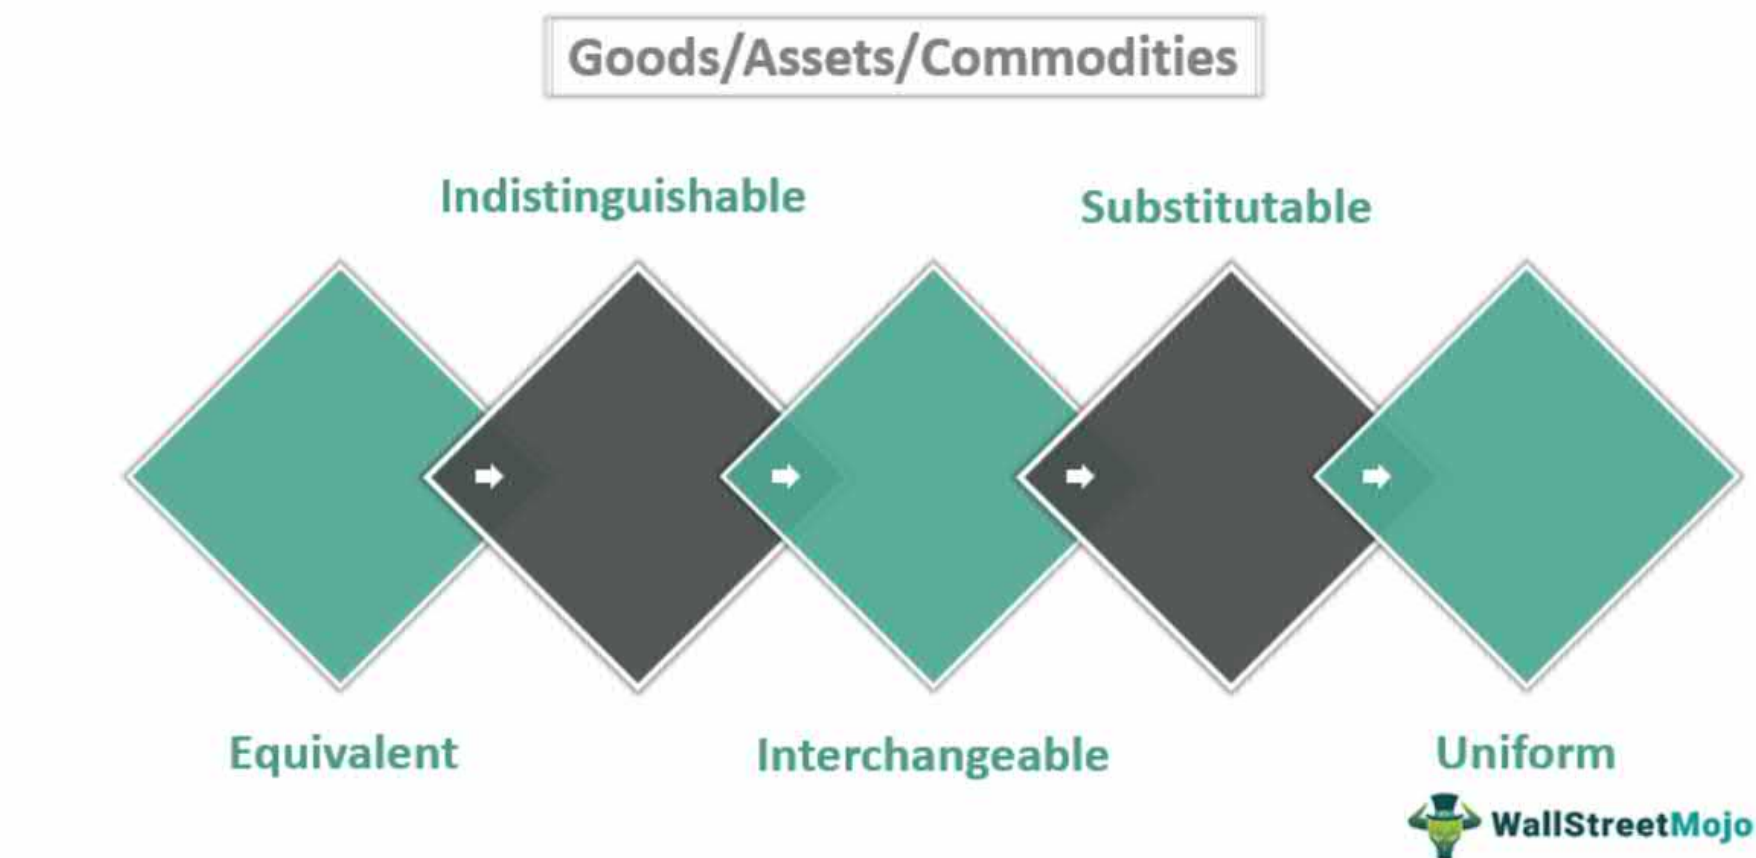 Goods/Assets/Commodities
Indistinguishable
Substitutable
Equivalent
Interchangeable
Uniform
WallStreetMojo